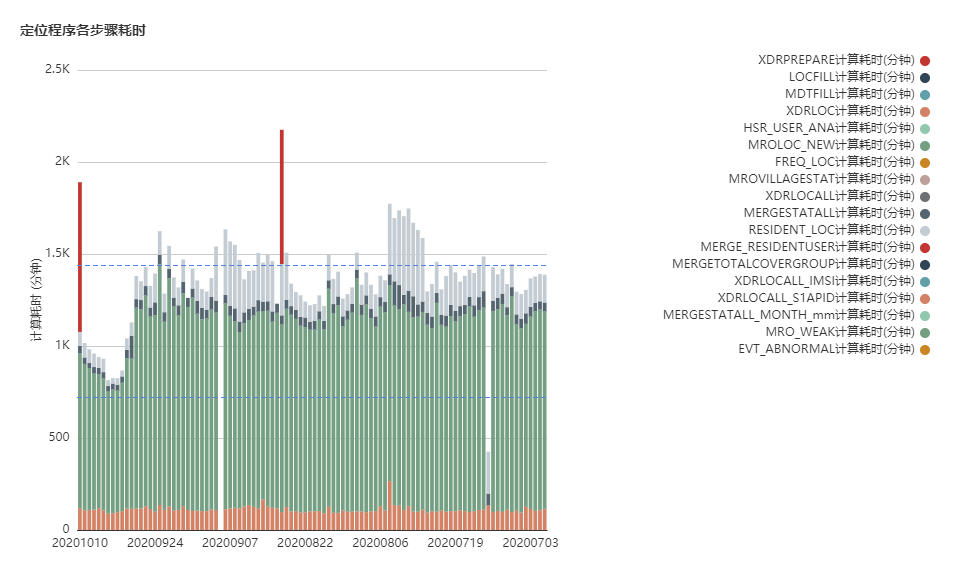 定位程序各步骤耗时
2.5K
2K
1.5K
1K
500
0
计算耗时 (分钟)
20201010 20200924 20200907 20200822 20200806 20200719 20200703
XDRPREPARE计算耗时(分钟)
LOCFILL计算耗时(分钟)
MDTFILL计算耗时(分钟)
XDRLOC计算耗时(分钟)
HSR_USER_ANA计算耗时(分钟)
MROLOC_NEW计算耗时(分钟)
FREQ_LOC计算耗时(分钟)
MROVILLAGESTAT计算耗时(分钟)
XDRLOCALL计算耗时(分钟)
MERGESTATALL计算耗时(分钟)
RESIDENT_LOC计算耗时(分钟)
MERGE_RESIDENTUSER计算耗时(分钟)
MERGETOTALCOVERGROUP计算耗时(分钟)
XDRLOCALL_IMSI计算耗时(分钟)
XDRLOCALL_S1APID计算耗时(分钟)
MERGESTATALL_MONTH_mm计算耗时(分钟)
MRO_WEAK计算耗时(分钟)
EVT_ABNORMAL计算耗时(分钟)